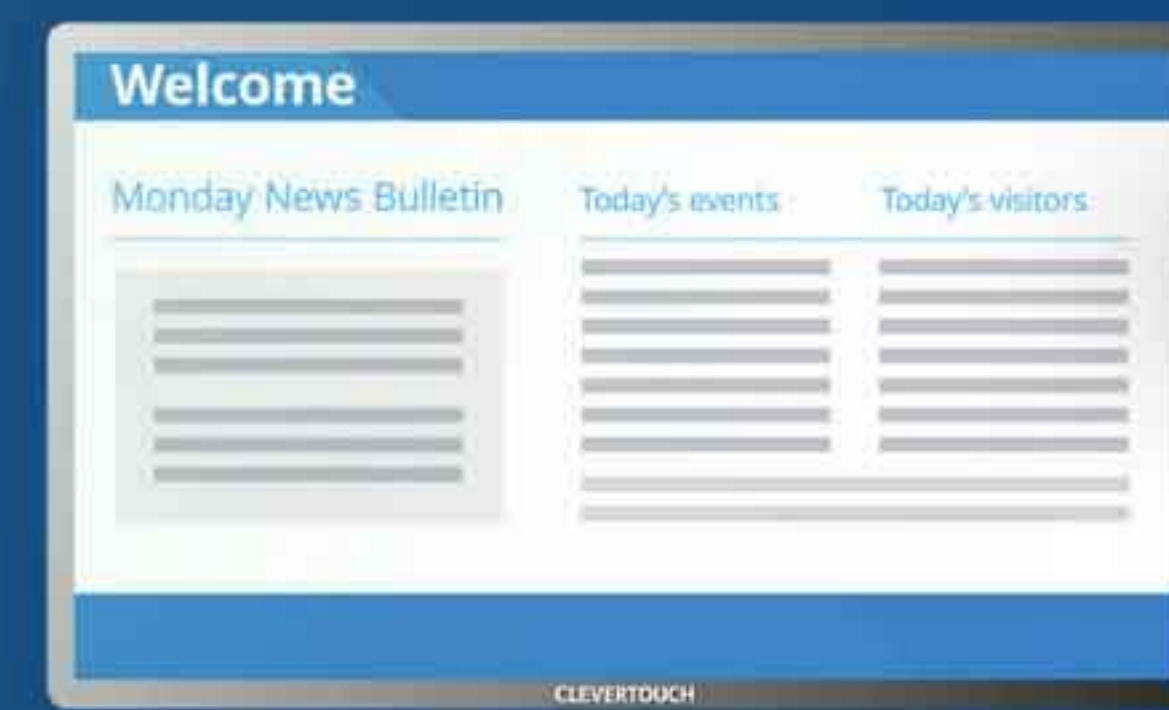 Welcome
Monday News Bulletin
Today's events
Today's visitors
CLEVERTOUCH